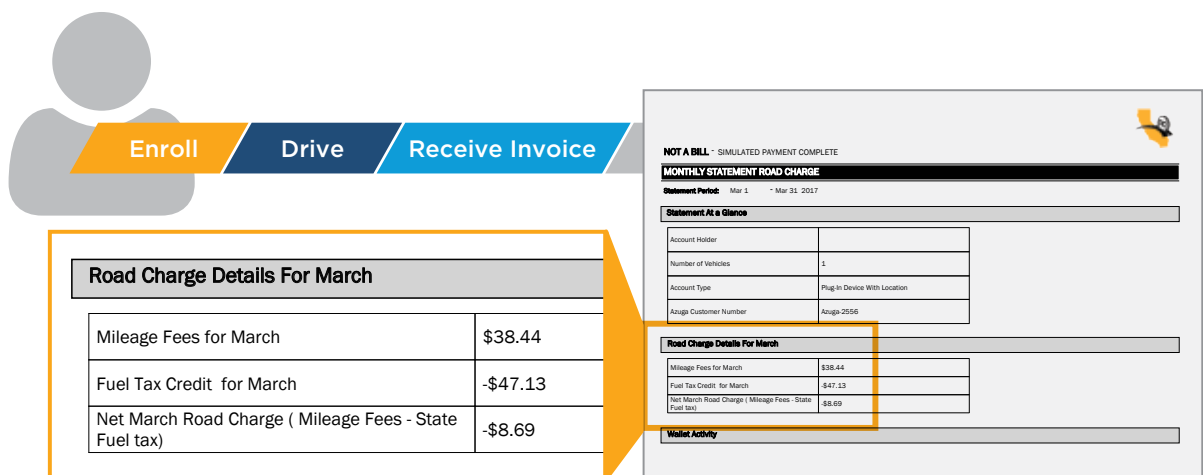 Enroll
Drive
Receive Invoice
Road Charge Details For March
Mileage Fees for March
$38.44
Fuel Tax Credit for March
-$47.13
Net March Road Charge ( Mileage Fees - State
Fuel tax)
-$8.69
NOT A BILL - SIMULATED PAYMENT COMPLETE
MONTHLY STATEMENT ROAD CHARGE
Statement Period: Mar 1 - Mar 31 2017
Statement At a Glance
Account Holder
Number of Vehicles
1
Account Type
Plug-In Device With Location
Azuga Customer Number
Azuga-2556
Road Charge Details For March
Mileage Fees for March
$38.44
Fuel Tax Credit for March
-$47.13
Net March Road Charge ( Mileage Fees - State
Fuel tax)
-$8.69
Wallet Activity